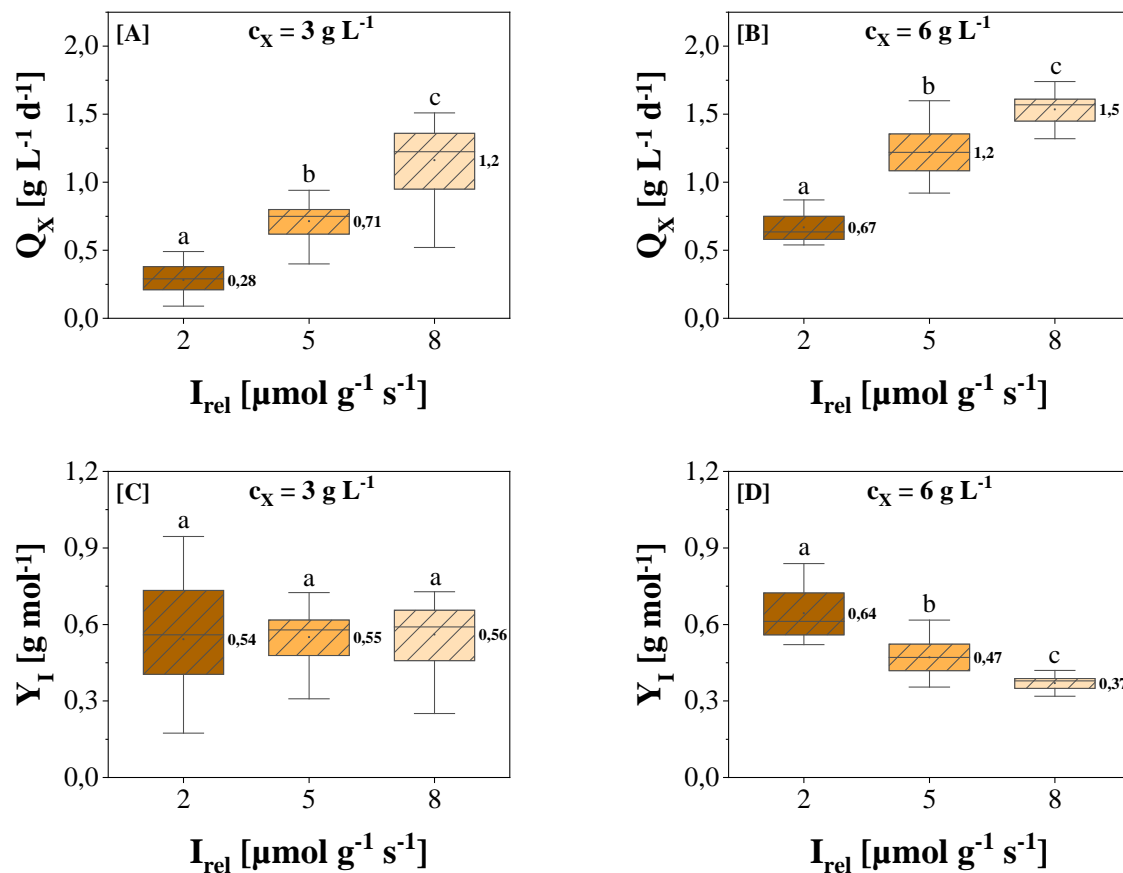 [A] c_X = 3 g L⁻¹
Q_X [g L⁻¹ d⁻¹]
2,0
1,5
1,0
0,5
0,0
a
b
c
0,28
0,71
1,2
2 5 8
I_rel [µmol g⁻¹ s⁻¹]
[B] c_X = 6 g L⁻¹
Q_X [g L⁻¹ d⁻¹]
2,0
1,5
1,0
0,5
0,0
a
b
c
0,67
1,2
1,5
2 5 8
I_rel [µmol g⁻¹ s⁻¹]
[C] c_X = 3 g L⁻¹
Y_I [g mol⁻¹]
1,2
0,9
0,6
0,3
0,0
a
a
a
0,54
0,55
0,56
2 5 8
I_rel [µmol g⁻¹ s⁻¹]
[D] c_X = 6 g L⁻¹
Y_I [g mol⁻¹]
1,2
0,9
0,6
0,3
0,0
a
b
c
0,64
0,47
0,37
2 5 8
I_rel [µmol g⁻¹ s⁻¹]